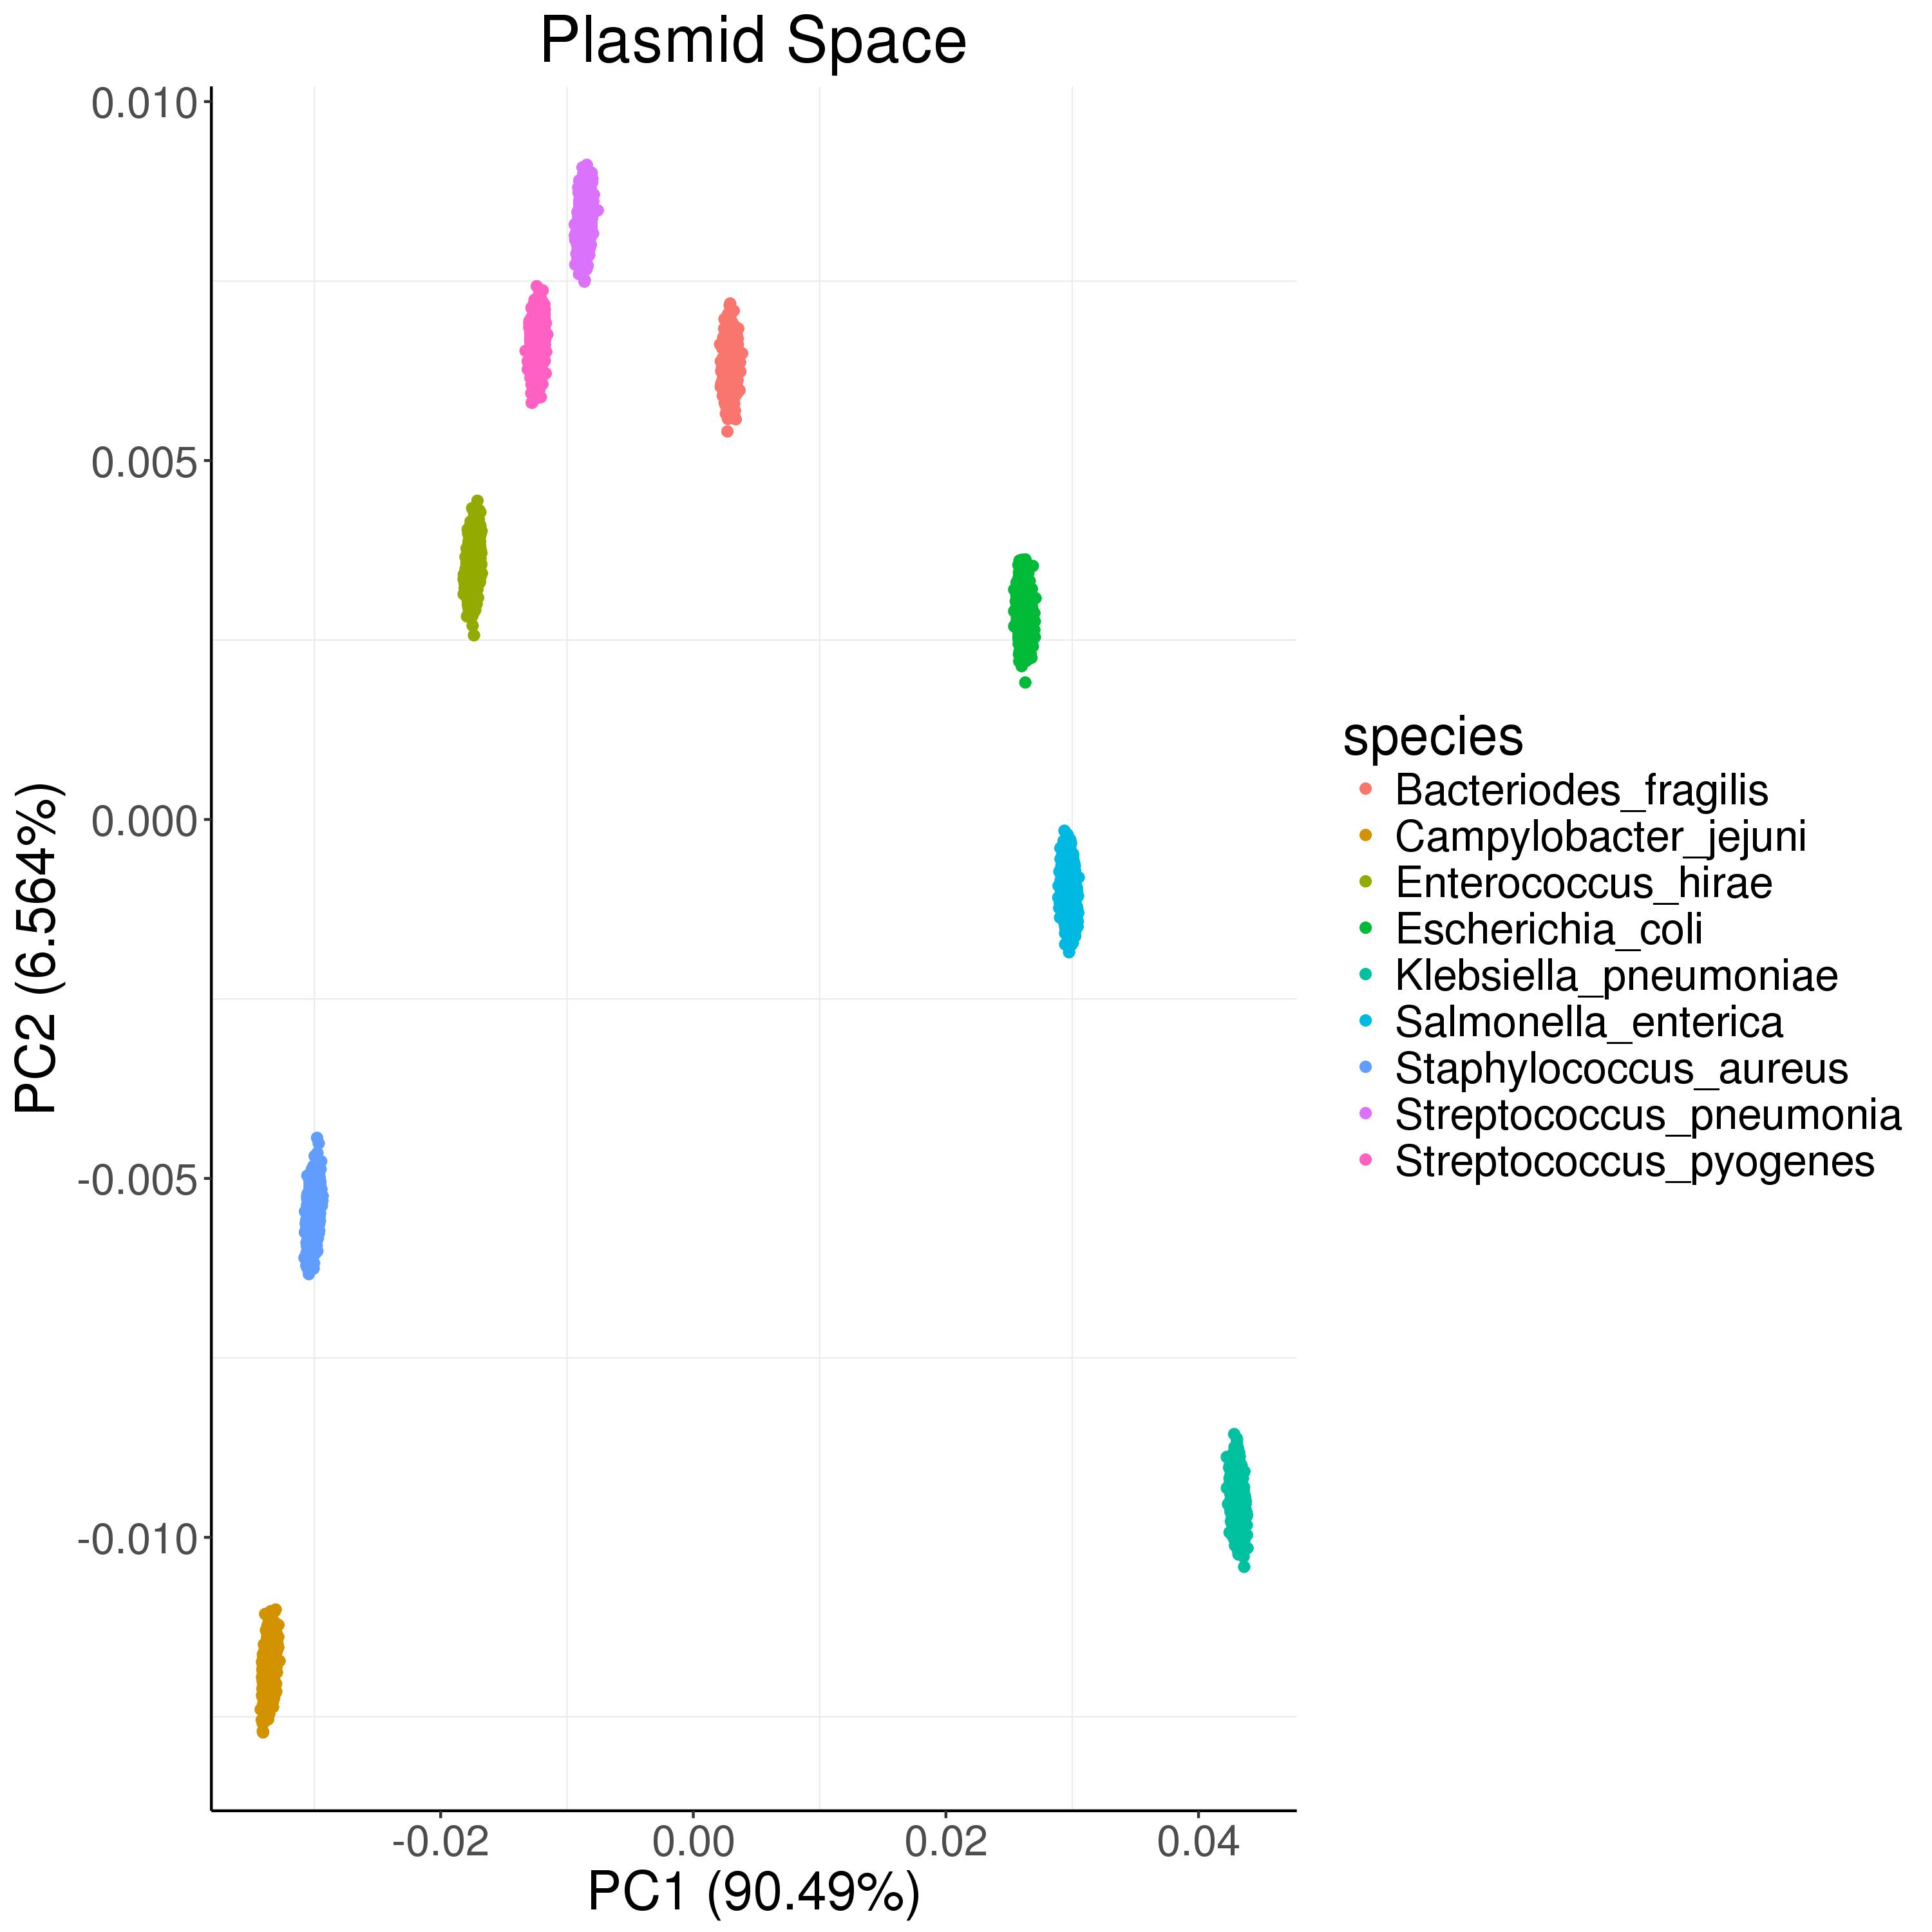 Plasmid Space
0.010
0.005
0.000
-0.005
-0.010
PC2 (6.564%)
-0.02
0.00
0.02
0.04
PC1 (90.49%)
species
Bacteriodes_fragilis
Campylobacter_jejuni
Enterococcus_hirae
Escherichia_coli
Klebsiella_pneumoniae
Salmonella_enterica
Staphylococcus_aureus
Streptococcus_pneumonia
Streptococcus_pyogenes